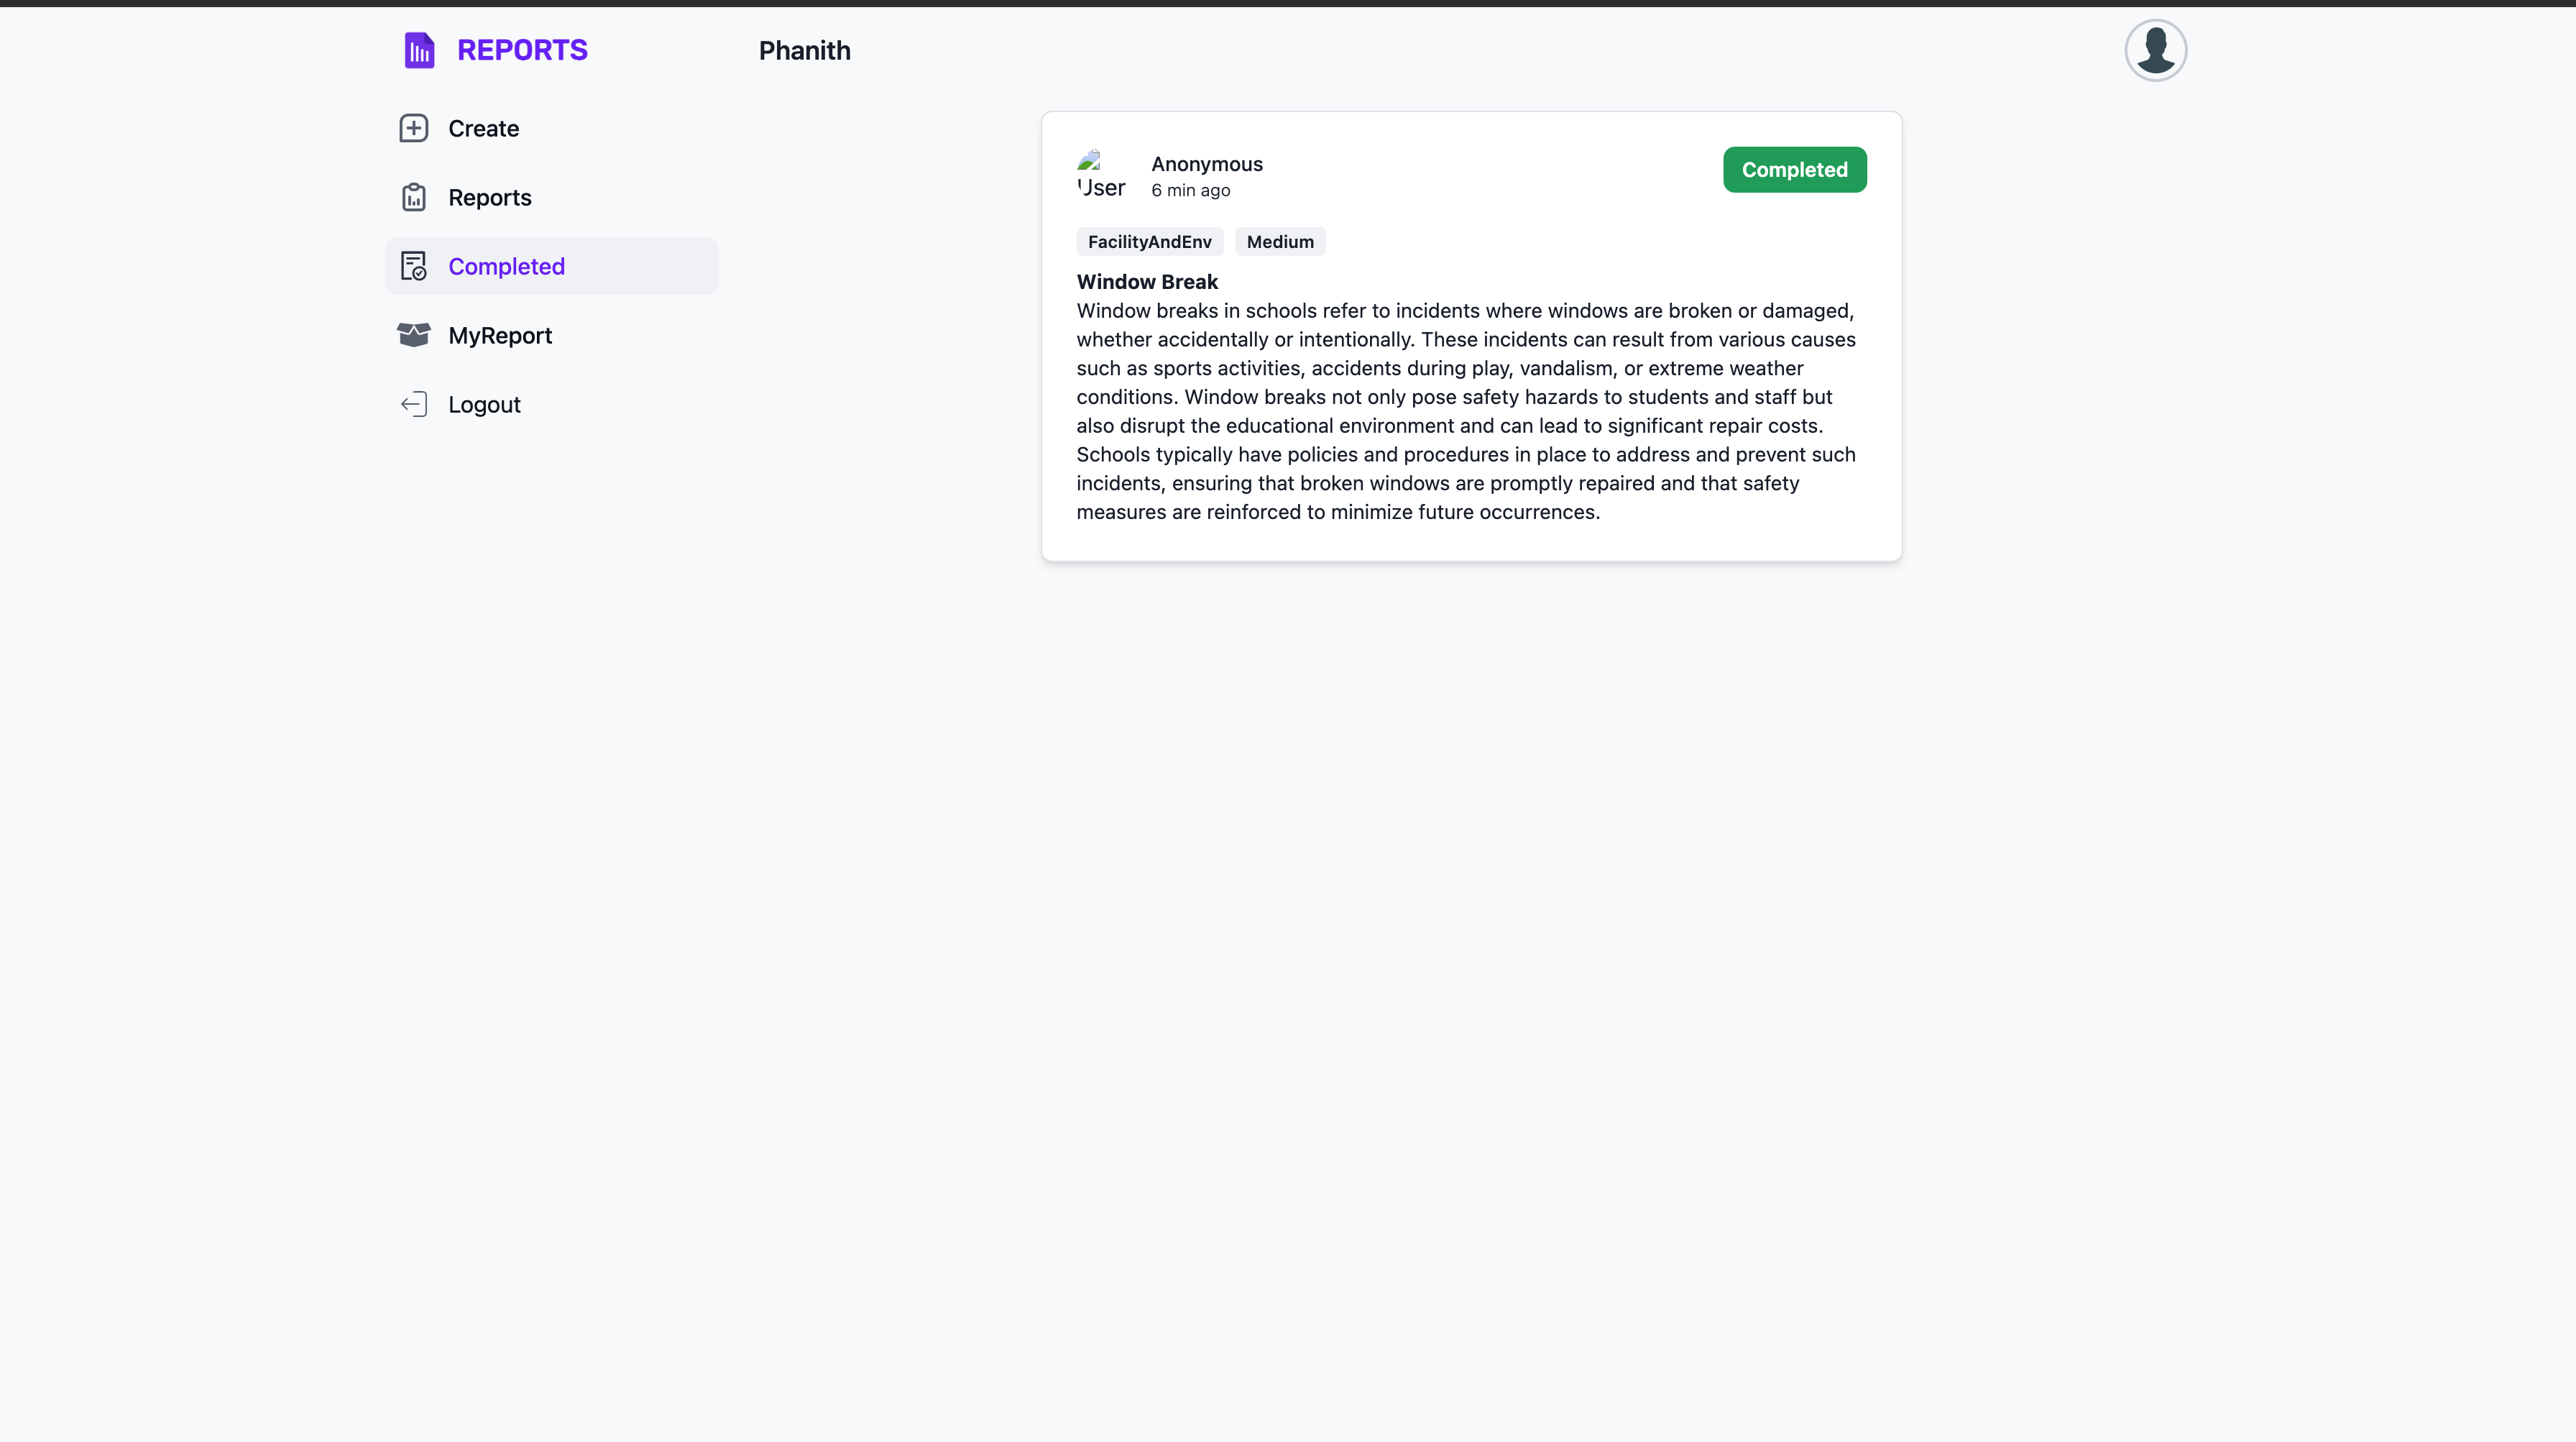 REPORTS
Phanith
Create
Reports
Completed
MyReport
Logout
User
Anonymous
6 min ago
Completed
FacilityAndEnv
Medium
Window Break
Window breaks in schools refer to incidents where windows are broken or damaged,
whether accidentally or intentionally. These incidents can result from various causes
such as sports activities, accidents during play, vandalism, or extreme weather
conditions. Window breaks not only pose safety hazards to students and staff but
also disrupt the educational environment and can lead to significant repair costs.
Schools typically have policies and procedures in place to address and prevent such
incidents, ensuring that broken windows are promptly repaired and that safety
measures are reinforced to minimize future occurrences.